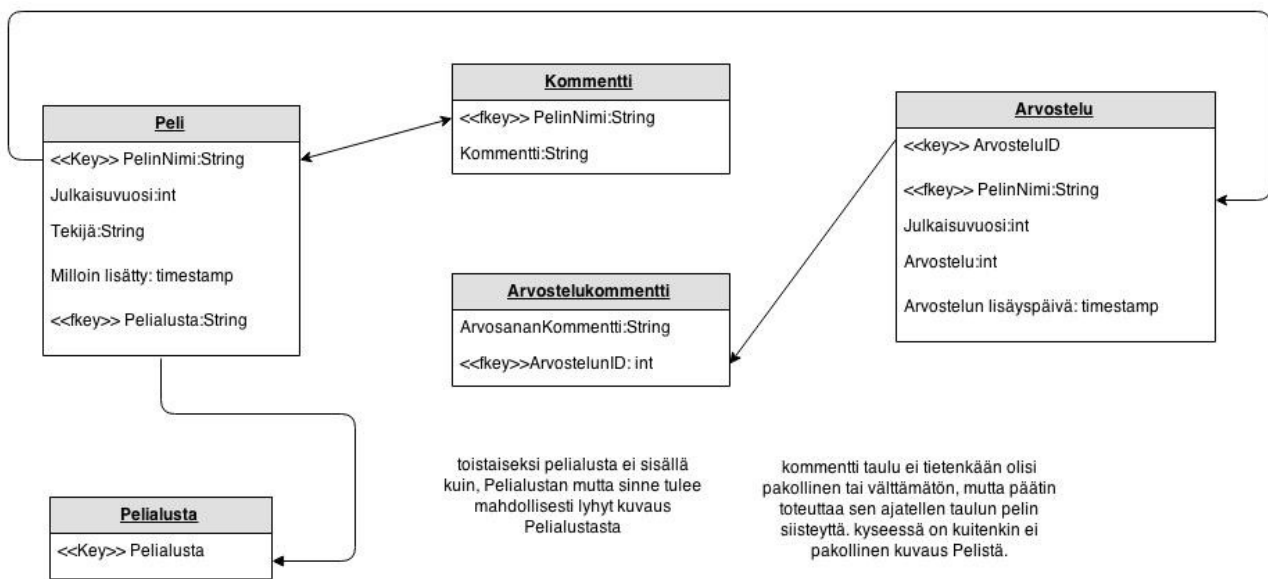 Peli
<<Key>> PelinNimi:String
Julkaisuvuosi:int
Tekijä:String
Milloin lisätty: timestamp
<<fkey>> Pelialusta:String
Kommentti
<<fkey>> PelinNimi:String
Kommentti:String
Arvostelu
<<key>> ArvosteluID
<<fkey>> PelinNimi:String
Julkaisuvuosi:int
Arvostelu:int
Arvostelun lisäyspäivä: timestamp
Arvostelukommentti
ArvosananKommentti:String
<<fkey>>ArvostelunID: int
Pelialusta
<<Key>> Pelialusta
toistaiseksi pelialusta ei sisällä
kuin, Pelialustan mutta sinne tulee
mahdollisesti lyhyt kuvaus
Pelialustasta
kommentti taulu ei tietenkään olisi
pakollinen tai välttämätön, mutta päätin
toteuttaa sen ajatellen taulun pelin
siisteyttä. kyseessä on kuitenkin ei
pakollinen kuvaus Pelistä.